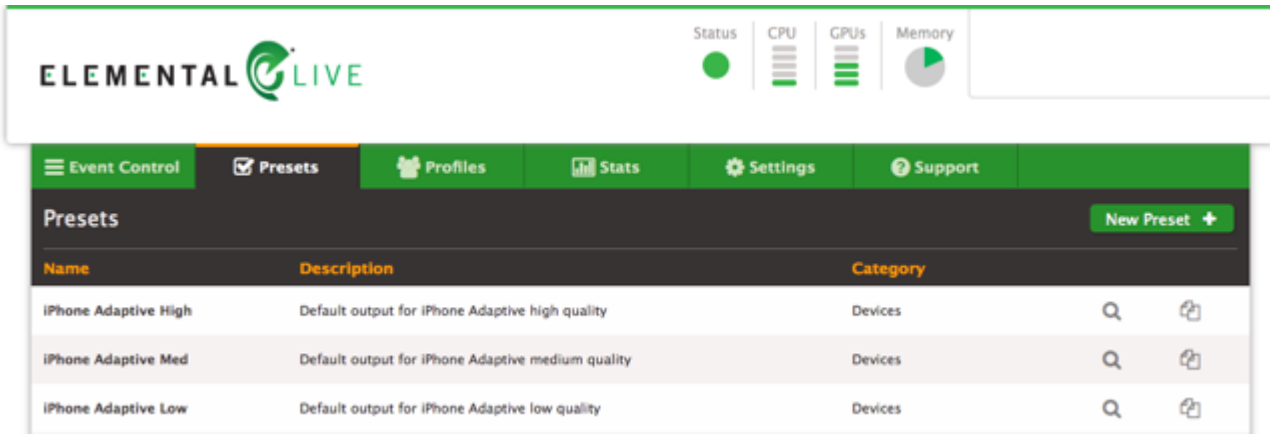 Status CPU GPUs Memory
ELEMENTAL LIVE
Event Control Presets Profiles Stats Settings Support
Presets
New Preset +
Name Description Category
iPhone Adaptive High Default output for iPhone Adaptive high quality Devices
iPhone Adaptive Med Default output for iPhone Adaptive medium quality Devices
iPhone Adaptive Low Default output for iPhone Adaptive low quality Devices